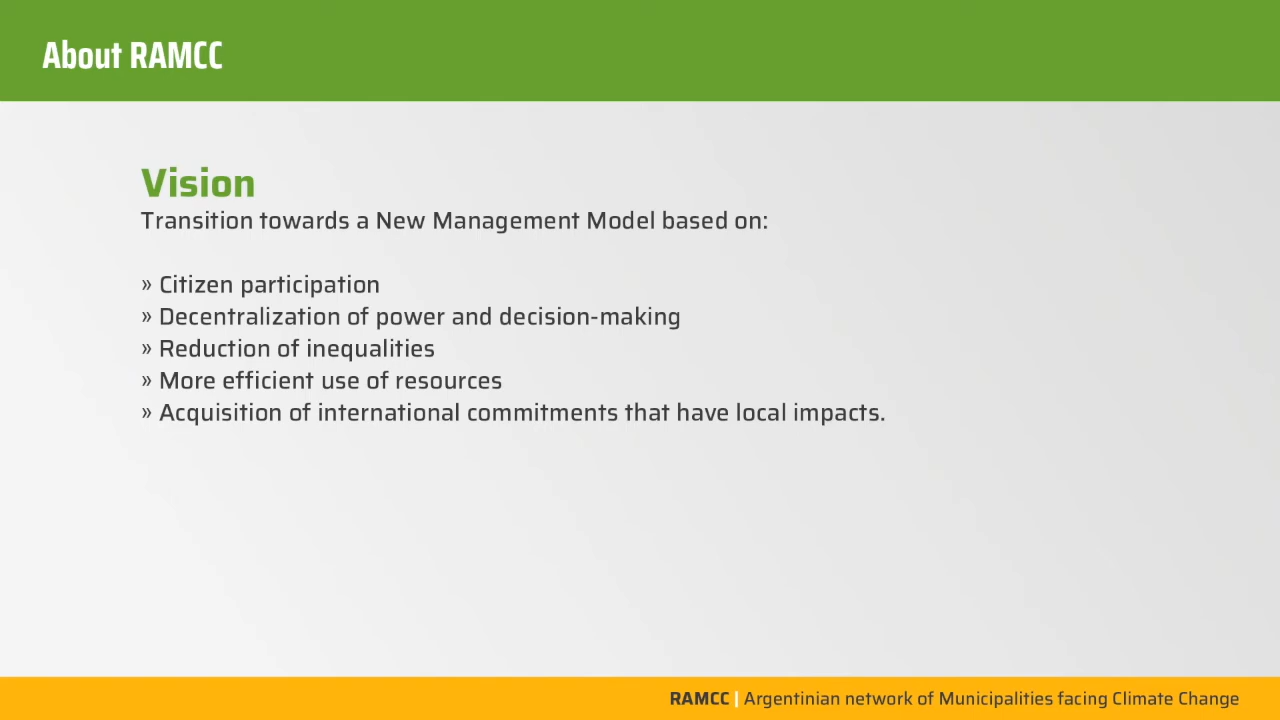 About RAMCC
Vision
Transition towards a New Management Model based on:
» Citizen participation
» Decentralization of power and decision-making
» Reduction of inequalities
» More efficient use of resources
» Acquisition of international commitments that have local impacts.
RAMCC | Argentinian network of Municipalities facing Climate Change